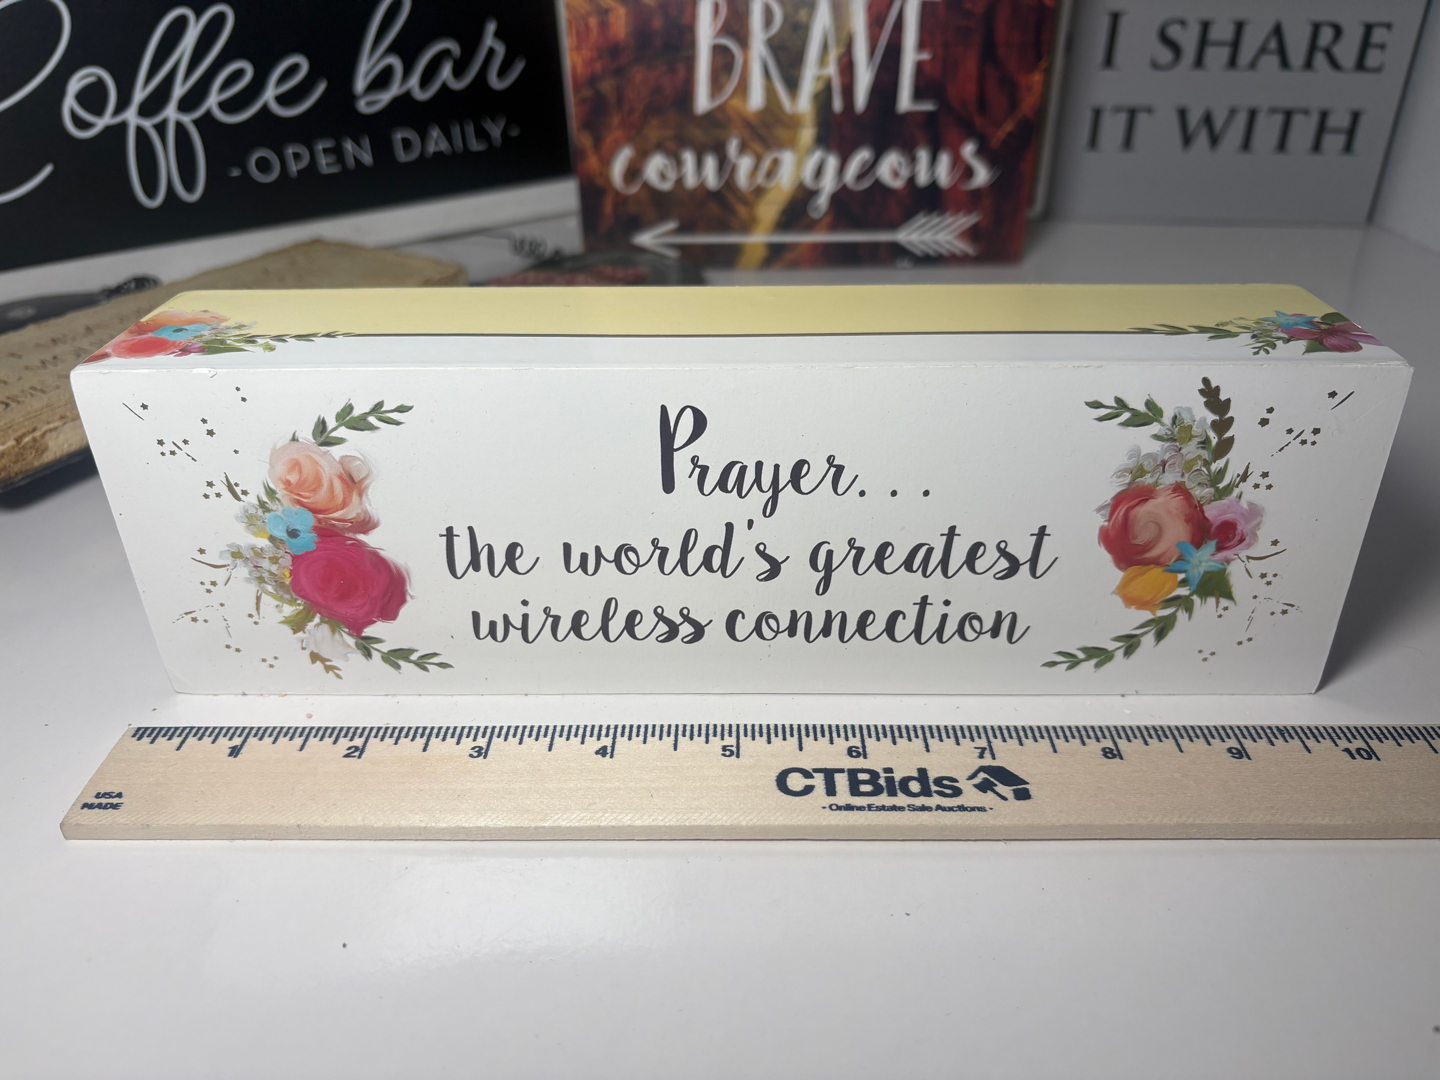 Coffee bar
-OPEN DAILY-
BRAVE
courageous
I SHARE
IT WITH
Prayer...
the world's greatest
wireless connection
1 2 3 4 5 6 7 8 9 10
CTBids
- Online Estate Sale Auctions -
USA
MADE